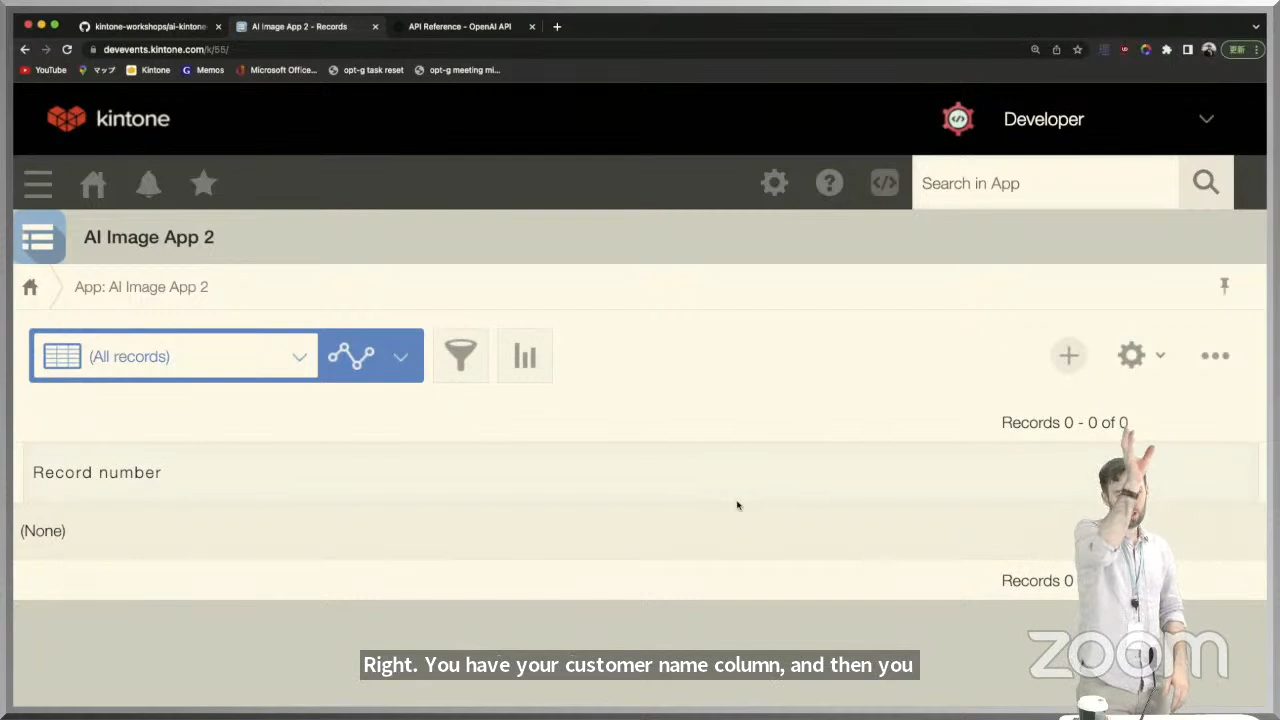 kintone-workshops/ai-kintone-
AI Image App 2 - Records
API Reference - OpenAI API
devevents.kintone.com/k/55/
更新
YouTube
マップ
Kintone
Memos
Microsoft Office...
opt-g task reset
opt-g meeting mi...
kintone
Developer
Search in App
AI Image App 2
App: AI Image App 2
(All records)
Records 0 - 0 of 0
Record number
(None)
Records 0
Right. You have your customer name column, and then you
zoom